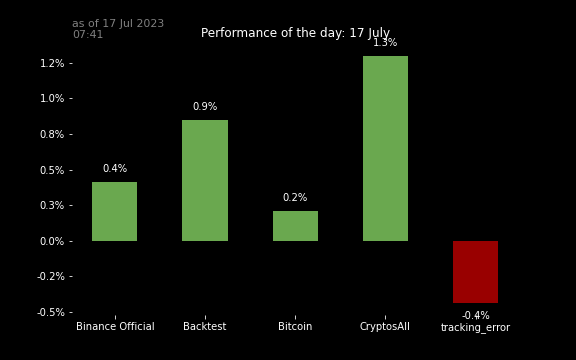 as of 17 Jul 2023
07:41
Performance of the day: 17 July
1.3%
1.2%
1.0%
0.9%
0.8%
0.5%
0.4%
0.3%
0.2%
0.0%
-0.2%
-0.5%
-0.4%
Binance Official
Backtest
Bitcoin
CryptosAll
tracking_error